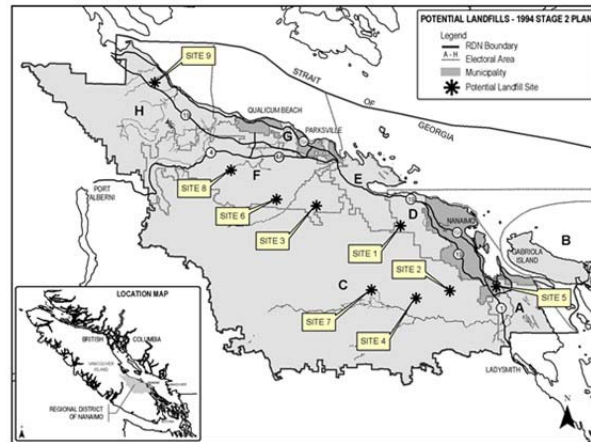 POTENTIAL LANDFILLS - 1994 STAGE 2 PLAN
Legend
RDN Boundary
A - H Electoral Area
Municipality
Potential Landfill Site
SITE 9
STRAIT
OF
GEORGIA
QUALICUM BEACH
PARKSVILLE
H
G
F
E
D
C
B
A
PORT
ALBERNI
SITE 8
SITE 6
SITE 3
SITE 1
SITE 2
SITE 7
SITE 4
SITE 5
NANAIMO
GABRIOLA
ISLAND
LADYSMITH
N
LOCATION MAP
BRITISH COLUMBIA
VANCOUVER
ISLAND
REGIONAL DISTRICT
OF NANAIMO
4